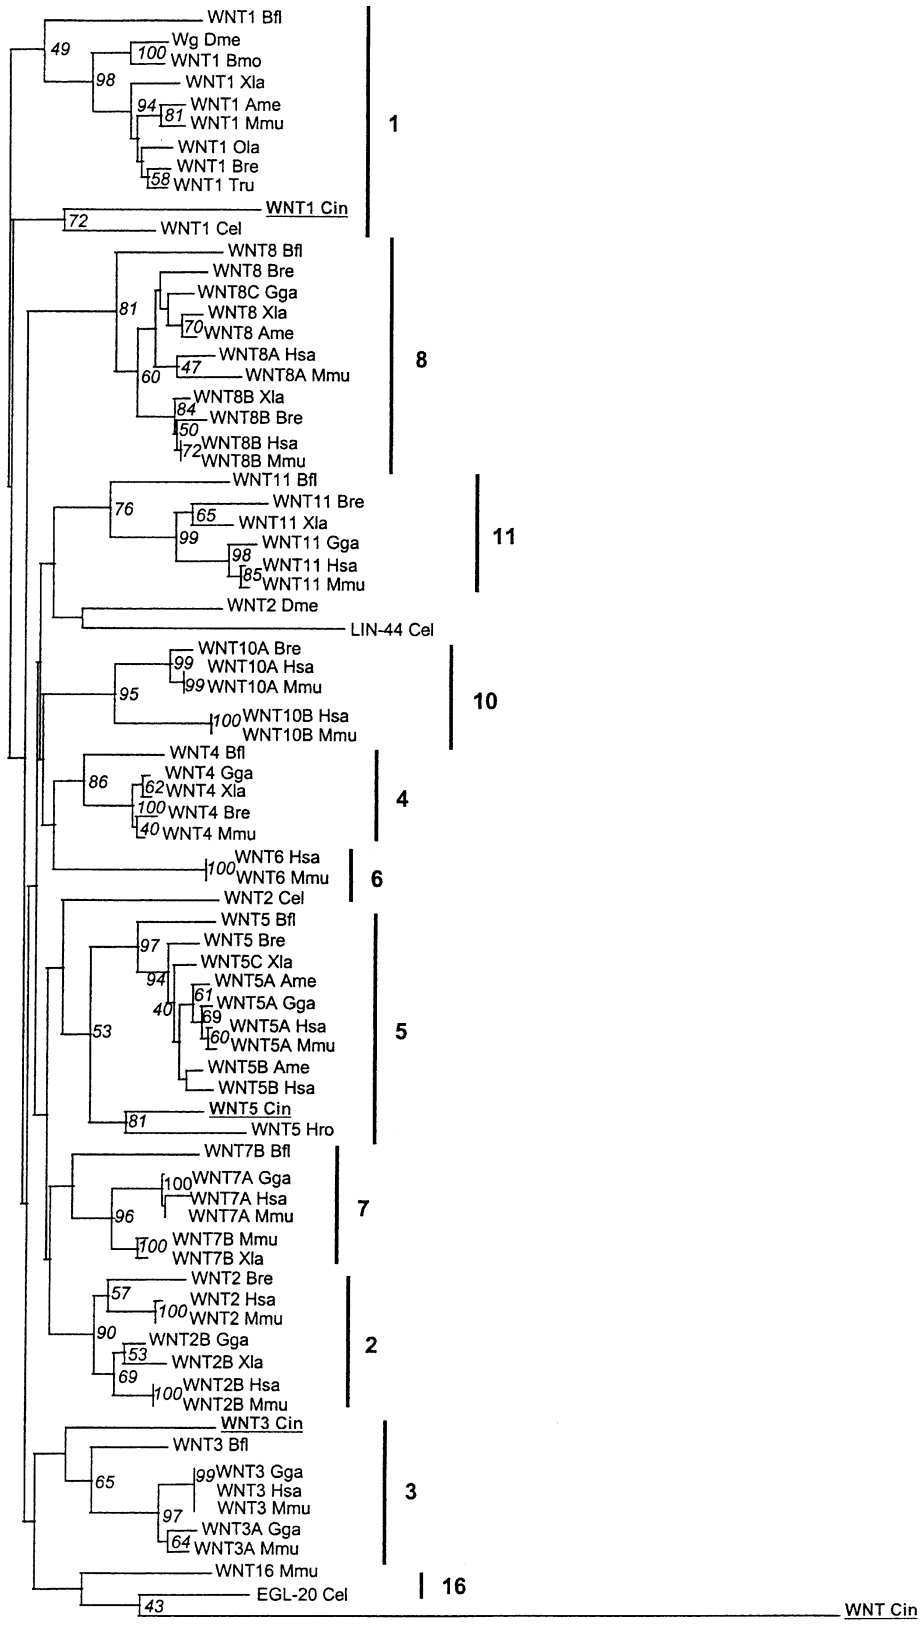 WNT1 Bfl
49
Wg Dme
100
WNT1 Bmo
98
WNT1 Xla
94
WNT1 Ame
81
WNT1 Mmu
1
WNT1 Ola
WNT1 Bre
58
WNT1 Tru
WNT1 Cin
72
WNT1 Cel
WNT8 Bfl
WNT8 Bre
WNT8C Gga
81
WNT8 Xla
70
WNT8 Ame
WNT8A Hsa
8
47
60
WNT8A Mmu
WNT8B Xla
84
WNT8B Bre
50
WNT8B Hsa
72
WNT8B Mmu
WNT11 Bfl
WNT11 Bre
76
65
WNT11 Xla
99
11
WNT11 Gga
98
WNT11 Hsa
85
WNT11 Mmu
WNT2 Dme
LIN-44 Cel
WNT10A Bre
99
WNT10A Hsa
99
WNT10A Mmu
95
10
WNT10B Hsa
100
WNT10B Mmu
WNT4 Bfl
WNT4 Gga
86
62
WNT4 Xla
4
100
WNT4 Bre
40
WNT4 Mmu
WNT6 Hsa
100
WNT6 Mmu
6
WNT2 Cel
WNT5 Bfl
WNT5 Bre
97
WNT5C Xla
94
WNT5A Ame
61
WNT5A Gga
40
69
WNT5A Hsa
53
60
5
WNT5A Mmu
WNT5B Ame
WNT5B Hsa
WNT5 Cin
81
WNT5 Hro
WNT7B Bfl
WNT7A Gga
100
WNT7A Hsa
7
96
WNT7A Mmu
WNT7B Mmu
100
WNT7B Xla
WNT2 Bre
57
WNT2 Hsa
100
WNT2 Mmu
90
WNT2B Gga
2
53
WNT2B Xla
69
WNT2B Hsa
100
WNT2B Mmu
WNT3 Cin
WNT3 Bfl
99
WNT3 Gga
65
WNT3 Hsa
3
WNT3 Mmu
97
WNT3A Gga
64
WNT3A Mmu
WNT16 Mmu
16
EGL-20 Cel
43
WNT Cin